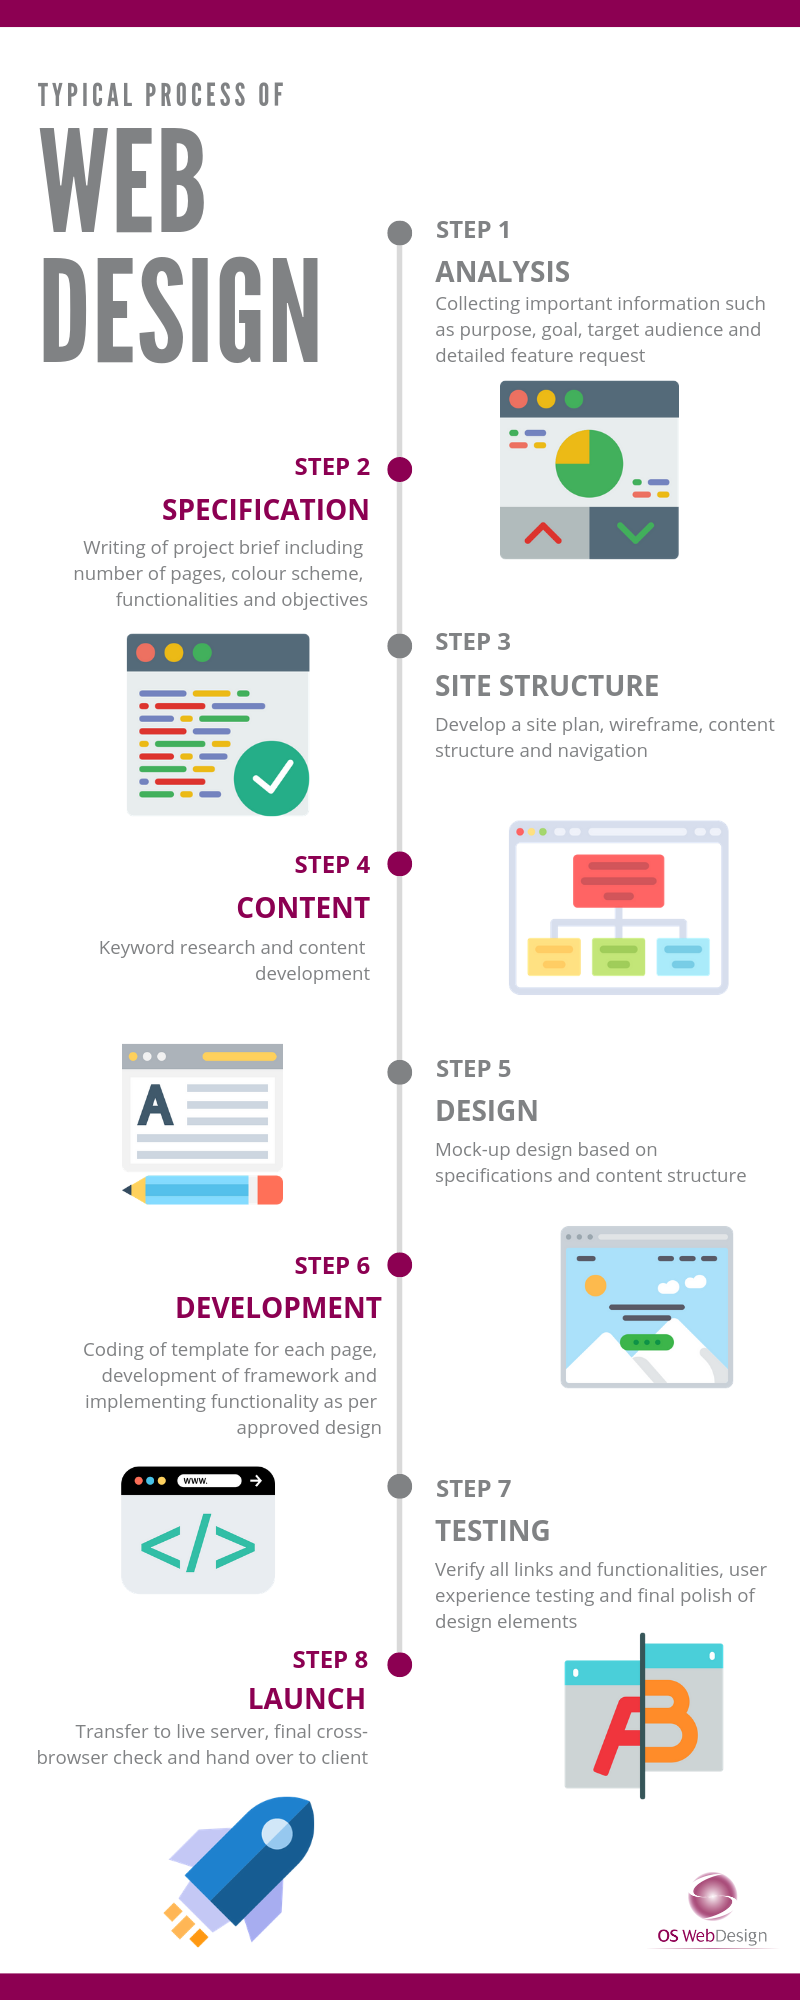 TYPICAL PROCESS OF
WEB
DESIGN
STEP 1
ANALYSIS
Collecting important information such
as purpose, goal, target audience and
detailed feature request
STEP 2
SPECIFICATION
Writing of project brief including
number of pages, colour scheme,
functionalities and objectives
STEP 3
SITE STRUCTURE
Develop a site plan, wireframe, content
structure and navigation
STEP 4
CONTENT
Keyword research and content
development
A
STEP 5
DESIGN
Mock-up design based on
specifications and content structure
STEP 6
DEVELOPMENT
Coding of template for each page,
development of framework and
implementing functionality as per
approved design
www.
</>
STEP 7
TESTING
Verify all links and functionalities, user
experience testing and final polish of
design elements
AB
STEP 8
LAUNCH
Transfer to live server, final cross-
browser check and hand over to client
OS WebDesign